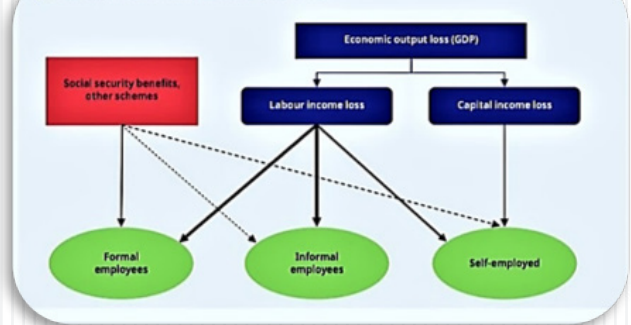 Economic output loss (GDP)
Social security benefits,
other schemes
Labour income loss
Capital income loss
Formal
employees
Informal
employees
Self-employed